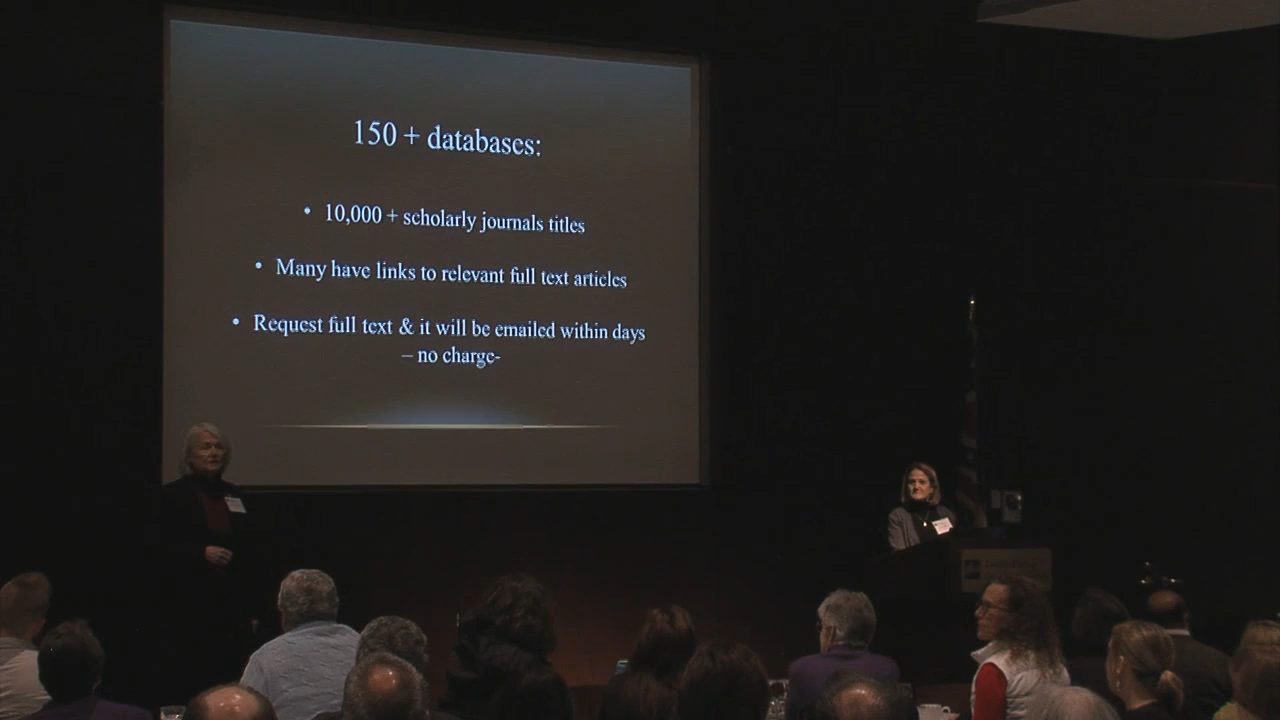 150 + databases:
• 10,000 + scholarly journals titles
• Many have links to relevant full text articles
• Request full text & it will be emailed within days
– no charge-